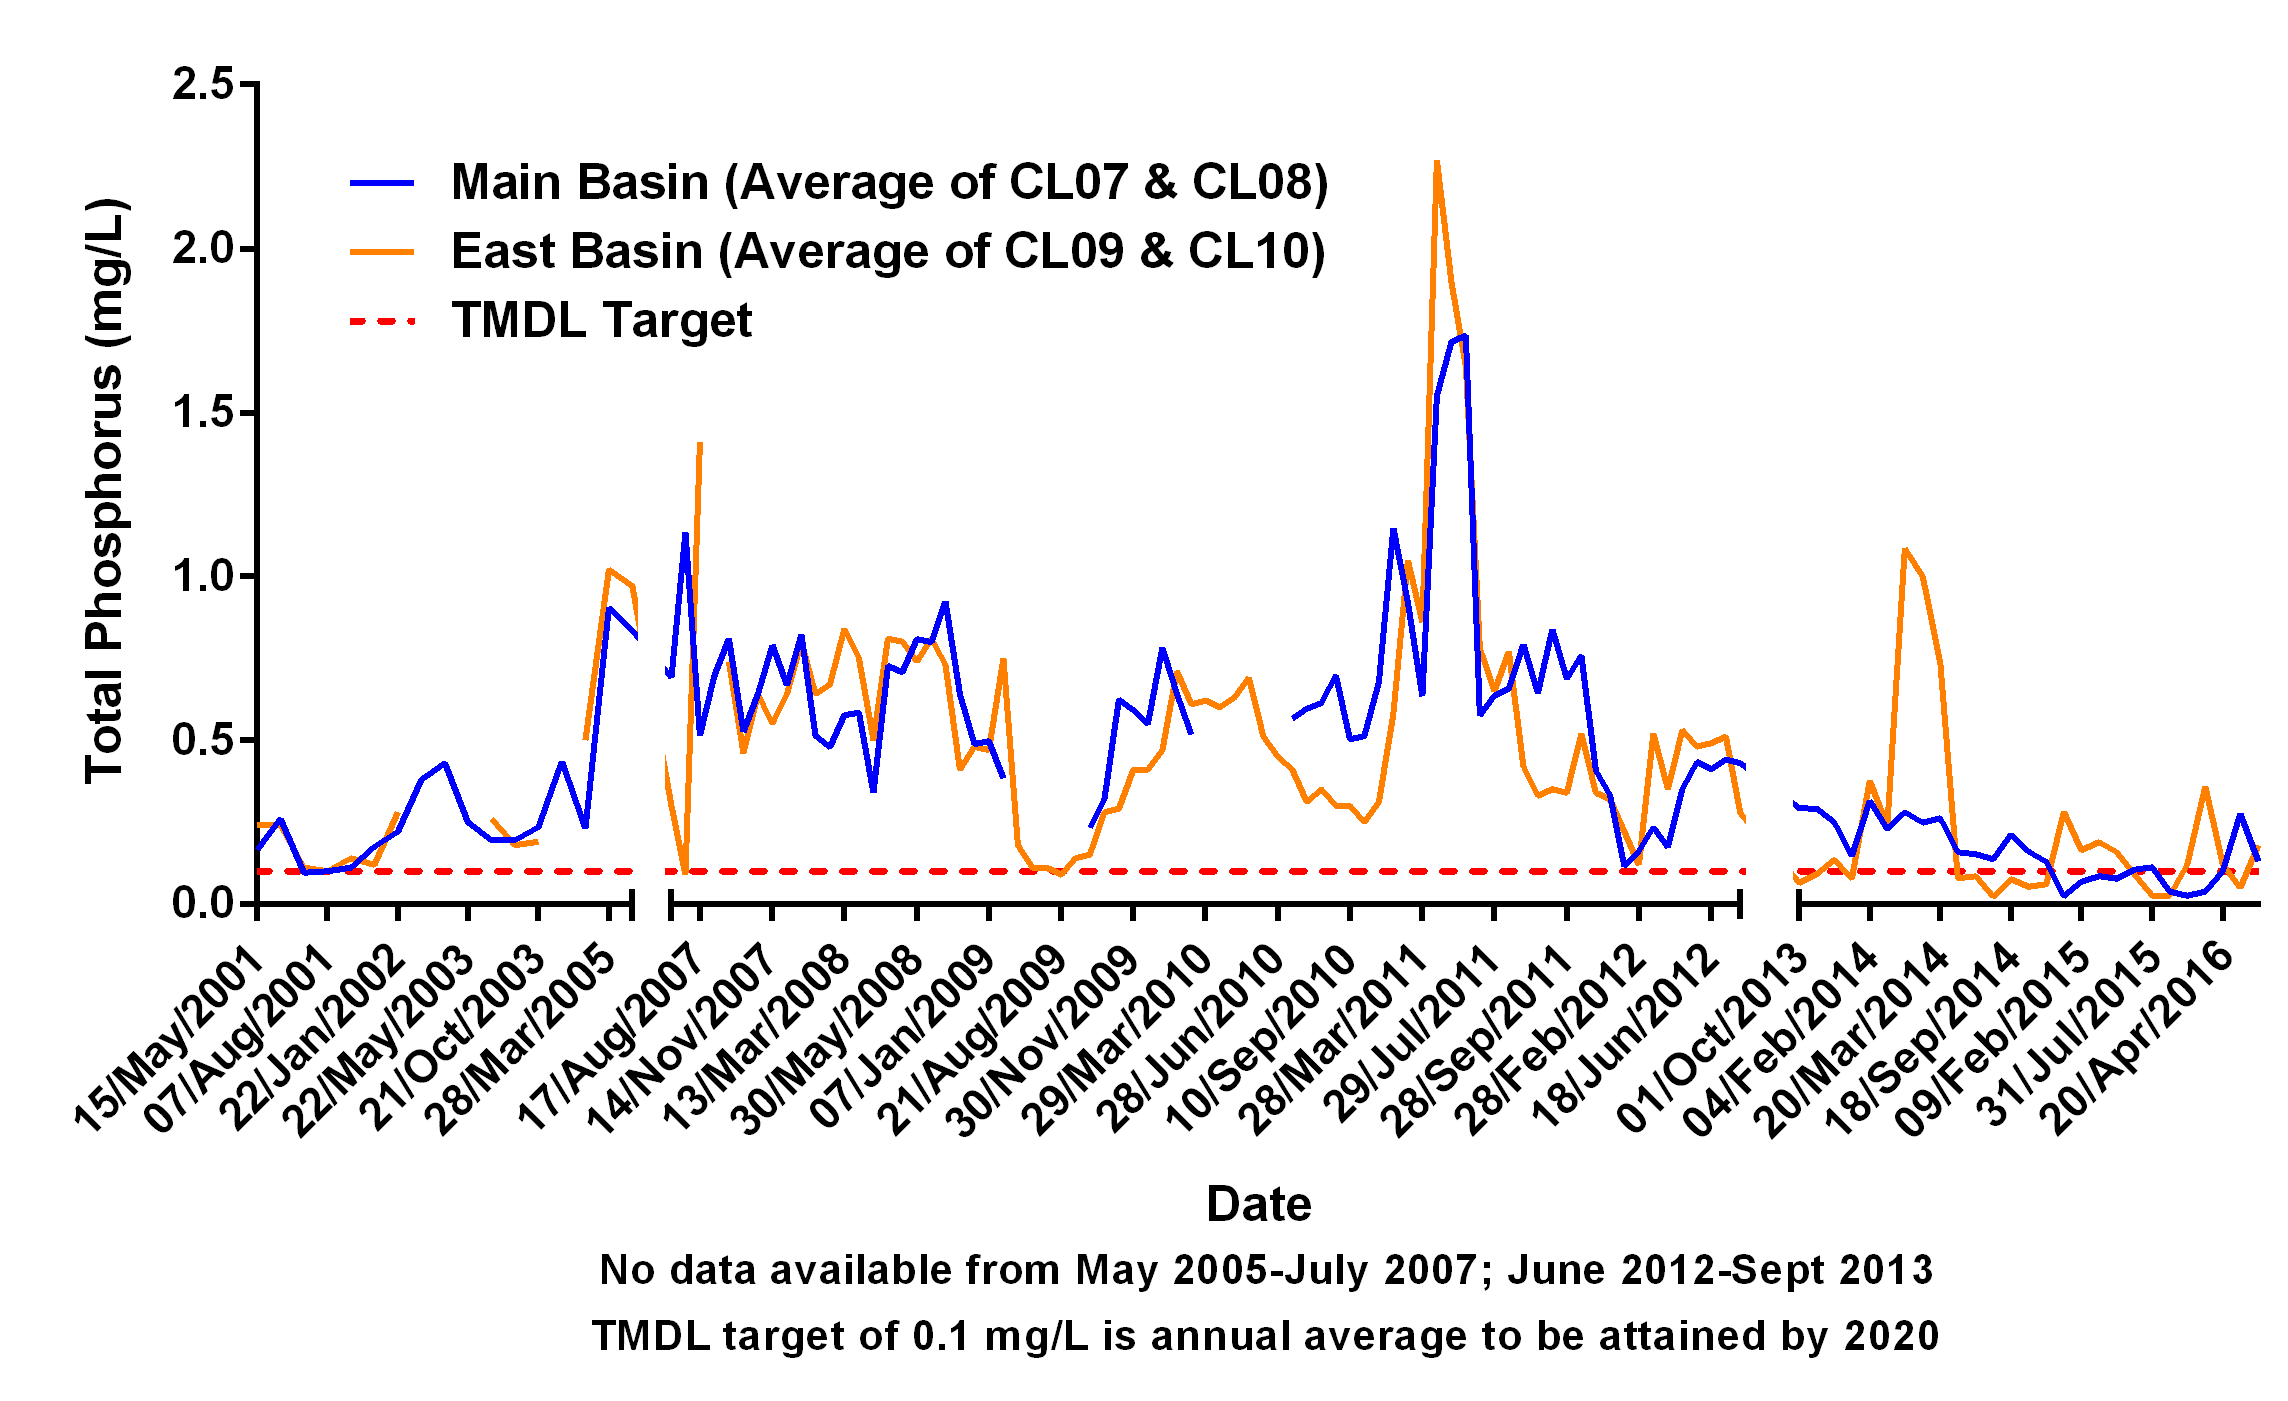 2.5
2.0
1.5
1.0
0.5
0.0
Total Phosphorus (mg/L)
Main Basin (Average of CL07 & CL08)
East Basin (Average of CL09 & CL10)
TMDL Target
15/May/2001
07/Aug/2001
22/Jan/2002
22/May/2003
21/Oct/2003
28/Mar/2005
17/Aug/2007
14/Nov/2007
13/Mar/2008
30/May/2008
07/Jan/2009
21/Aug/2009
30/Nov/2009
29/Mar/2010
28/Jun/2010
10/Sep/2010
28/Mar/2011
29/Jul/2011
28/Sep/2011
28/Feb/2012
18/Jun/2012
01/Oct/2013
04/Feb/2014
20/Mar/2014
18/Sep/2014
09/Feb/2015
31/Jul/2015
20/Apr/2016
Date
No data available from May 2005-July 2007; June 2012-Sept 2013
TMDL target of 0.1 mg/L is annual average to be attained by 2020